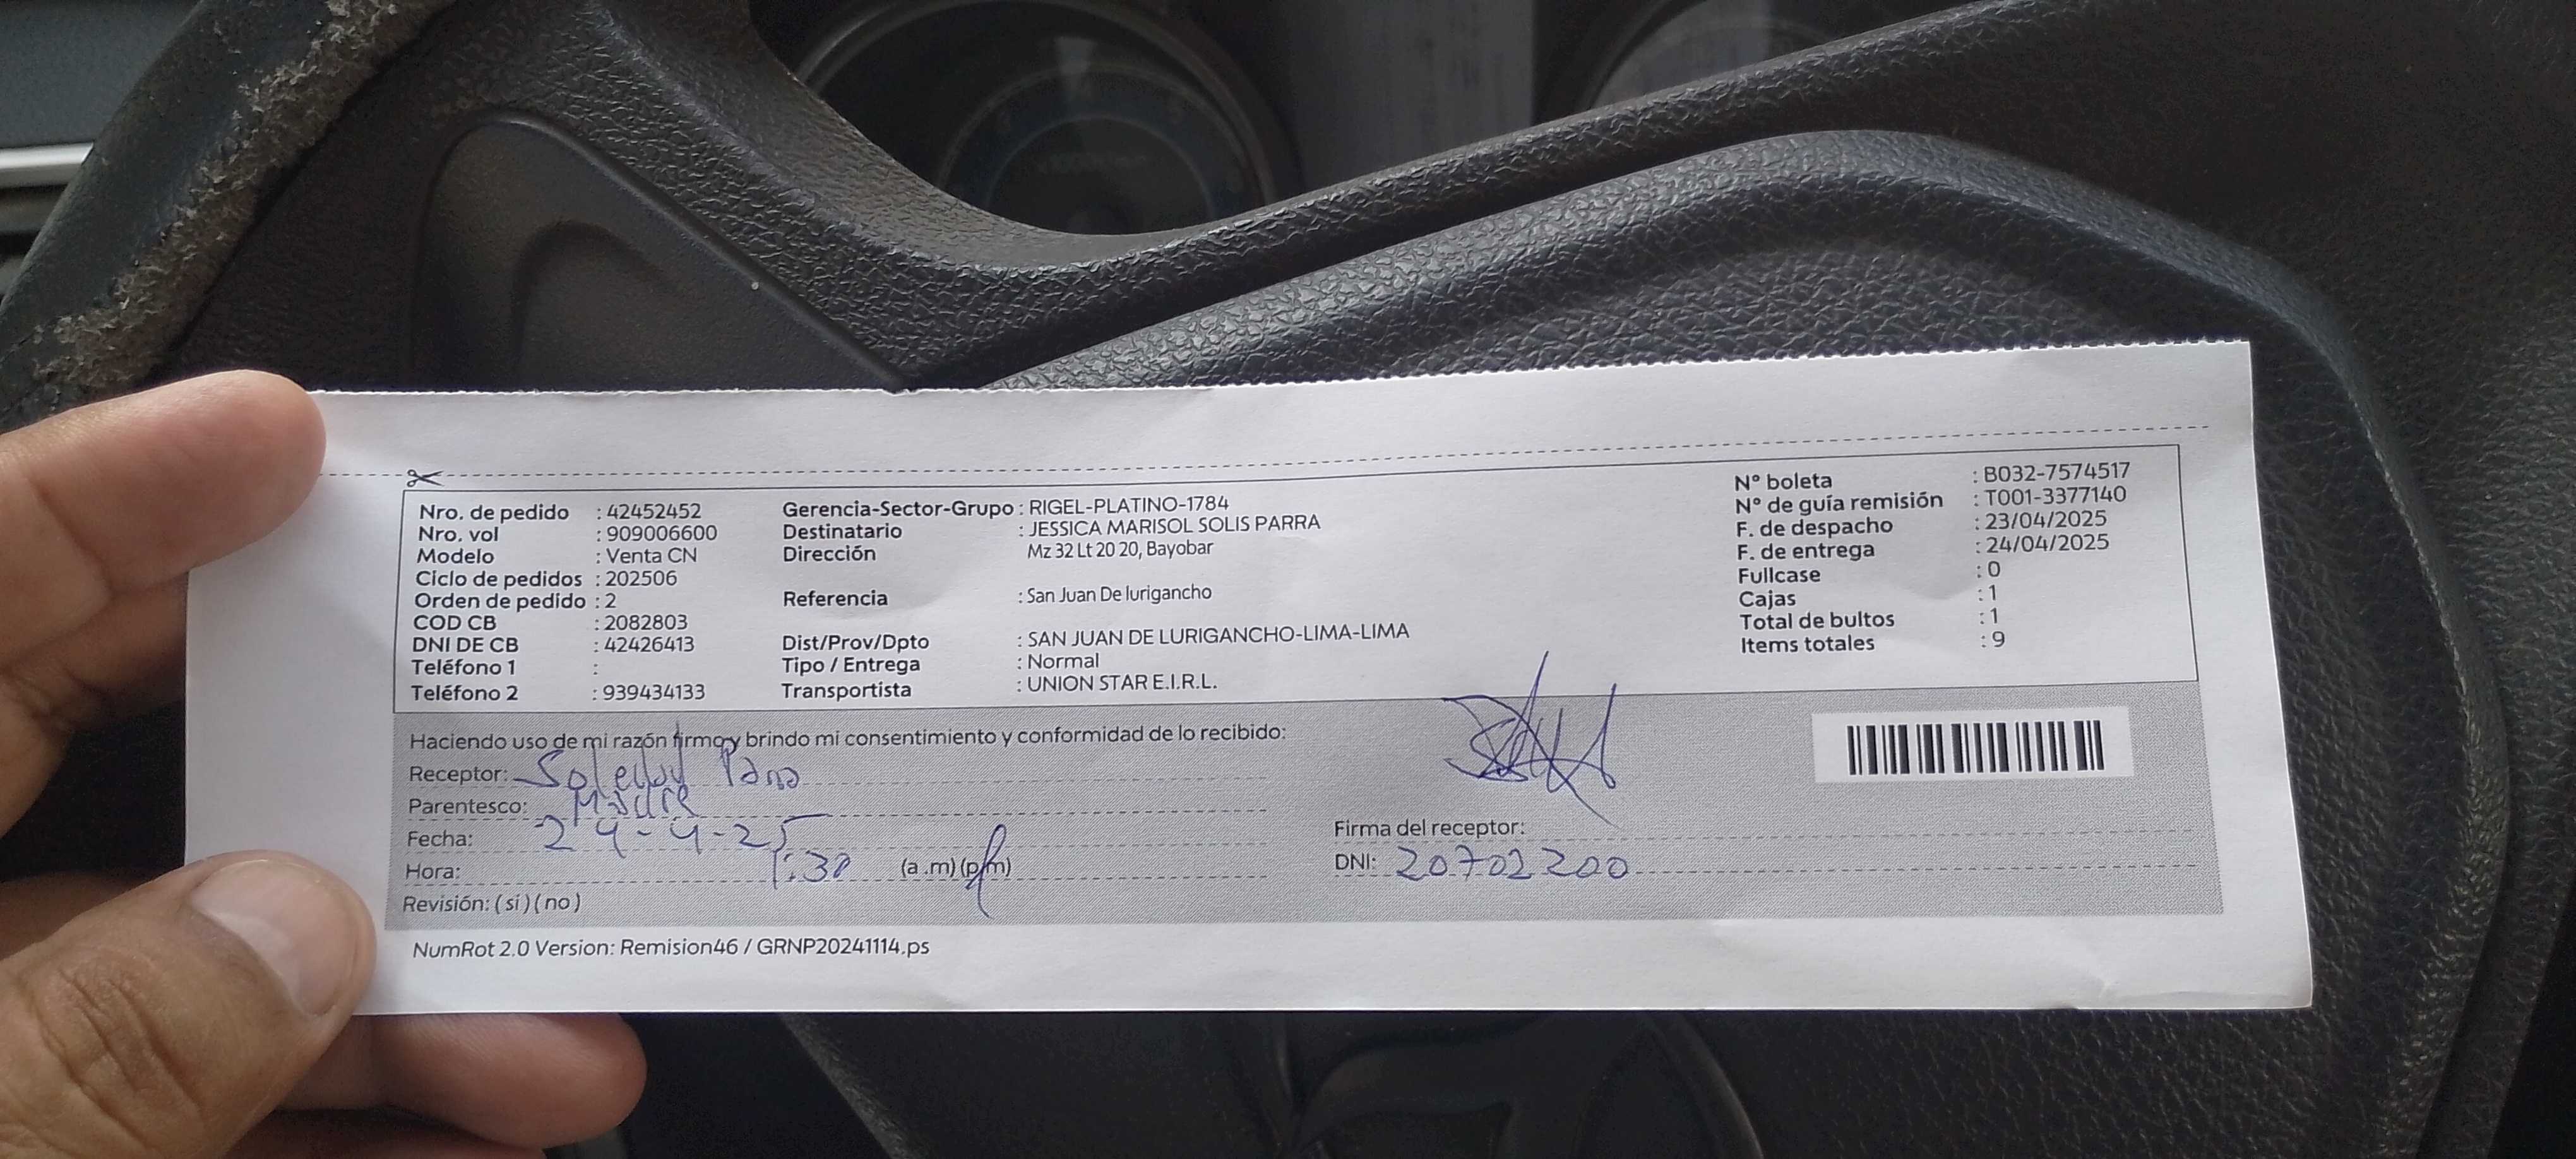 Nro. de pedido : 42452452
Nro. vol : 909006600
Modelo : Venta CN
Ciclo de pedidos : 202506
Orden de pedido : 2
COD CB : 2082803
DNI DE CB : 42426413
Teléfono 1 :
Teléfono 2 : 939434133
Gerencia-Sector-Grupo : RIGEL-PLATINO-1784
Destinatario : JESSICA MARISOL SOLIS PARRA
Dirección Mz 32 Lt 20 20, Bayobar
Referencia : San Juan De lurigancho
Dist/Prov/Dpto : SAN JUAN DE LURIGANCHO-LIMA-LIMA
Tipo / Entrega : Normal
Transportista : UNION STAR E.I.R.L.
N° boleta : B032-7574517
N° de guía remisión : T001-3377140
F. de despacho : 23/04/2025
F. de entrega : 24/04/2025
Fullcase : 0
Cajas : 1
Total de bultos : 1
Items totales : 9
Haciendo uso de mi razón firmo y brindo mi consentimiento y conformidad de lo recibido:
Receptor: Soledad
Parentesco: Madre
Fecha: 24-4-25
Hora: 1:30 (a.m) (p.m)
Revisión: ( si ) ( no )
Firma del receptor:
DNI: 20702200
NumRot 2.0 Version: Remision46 / GRNP20241114.ps